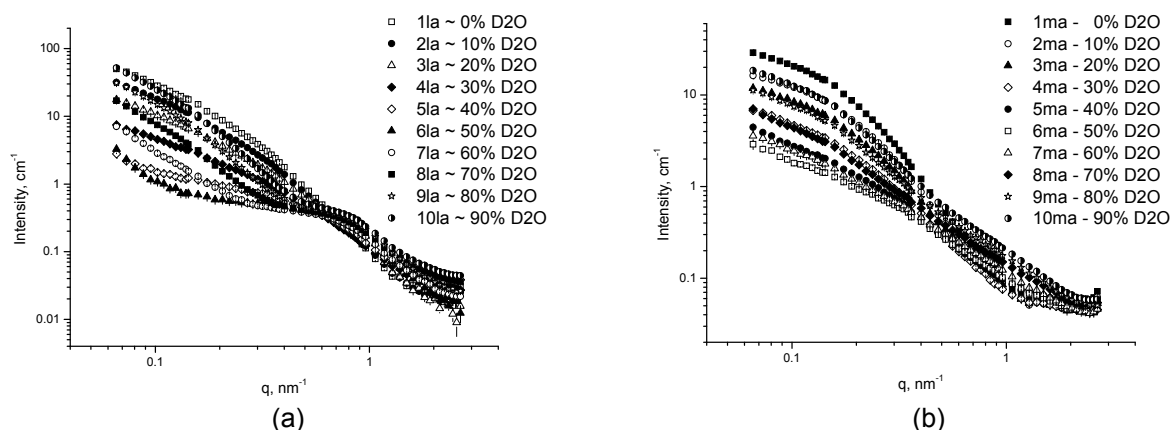 100
10
1
0.1
0.01
Intensity, cm-1
0.1
1
q, nm-1
(a)
1la ~ 0% D2O
2la ~ 10% D2O
3la ~ 20% D2O
4la ~ 30% D2O
5la ~ 40% D2O
6la ~ 50% D2O
7la ~ 60% D2O
8la ~ 70% D2O
9la ~ 80% D2O
10la ~ 90% D2O
100
10
1
0.1
Intensity, cm-1
0.1
1
q, nm-1
(b)
1ma - 0% D2O
2ma - 10% D2O
3ma - 20% D2O
4ma - 30% D2O
5ma - 40% D2O
6ma - 50% D2O
7ma - 60% D2O
8ma - 70% D2O
9ma - 80% D2O
10ma - 90% D2O